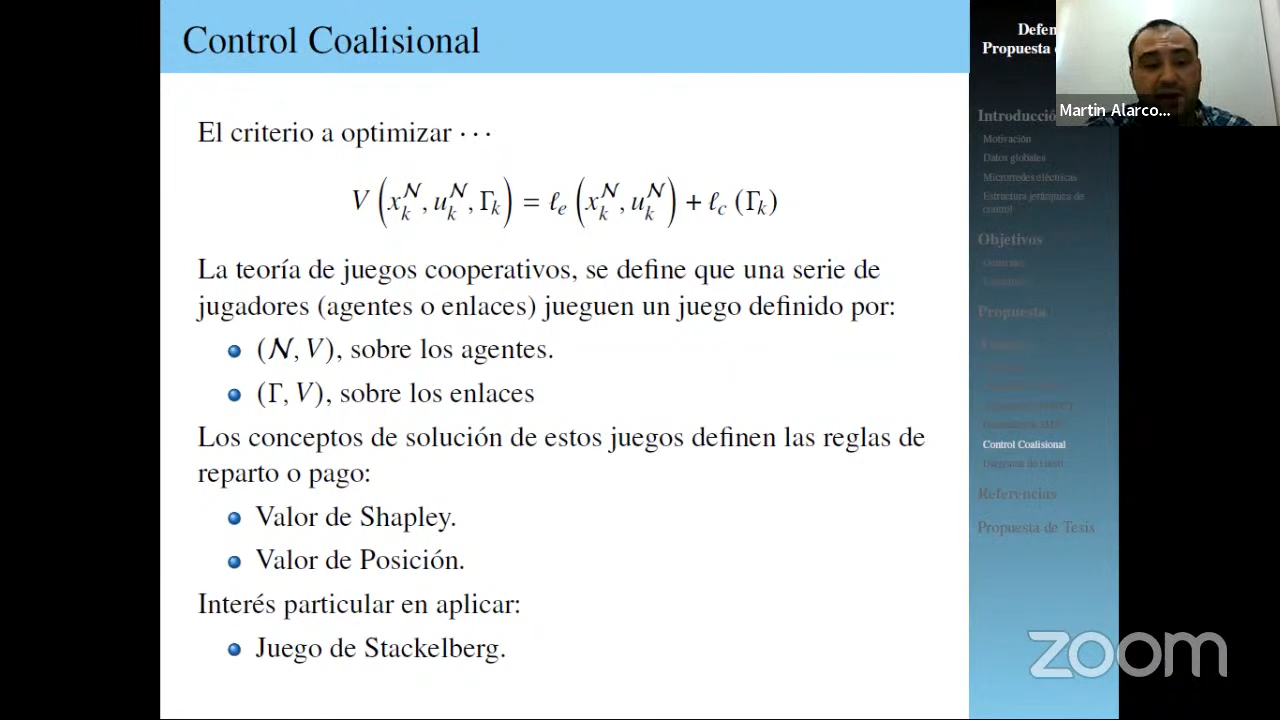 Control Coalisional
El criterio a optimizar · · ·
V (x_k^𝒩, u_k^𝒩, Γ_k) = ℓ_e (x_k^𝒩, u_k^𝒩) + ℓ_c (Γ_k)
La teoría de juegos cooperativos, se define que una serie de
jugadores (agentes o enlaces) jueguen un juego definido por:
(𝒩, V), sobre los agentes.
(Γ, V), sobre los enlaces
Los conceptos de solución de estos juegos definen las reglas de
reparto o pago:
Valor de Shapley.
Valor de Posición.
Interés particular en aplicar:
Juego de Stackelberg.
Propuesta
Martin Alarco...
Motivación
Datos globales
Microrredes eléctricas
Estructura jerárquica de
control
Objetivos
Propuesta
Control Coalisional
Diagrama de Gantt
Referencias
Propuesta de Tesis
zoom